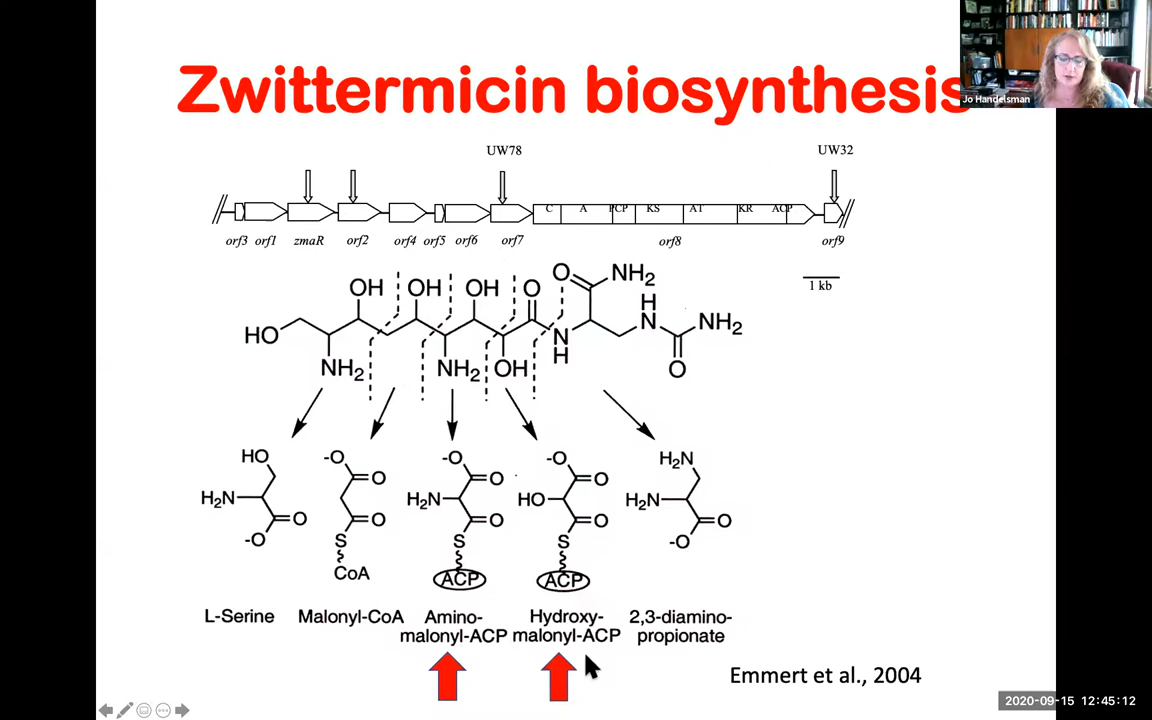 Zwittermicin biosynthesis
Jo Handelsman
UW78
UW32
C A PCP KS AT KR ACP
orf3 orf1 zmaR orf2 orf4 orf5 orf6 orf7 orf8 orf9
1 kb
O NH2
OH OH OH O
H
N NH2
HO
N
H
NH2 NH2 OH O
HO -O -O -O H2N
O O O
H2N H2N HO H2N
O O O O O
-O S S S -O
CoA ACP ACP
L-Serine Malonyl-CoA Amino- Hydroxy- 2,3-diamino-
malonyl-ACP malonyl-ACP propionate
Emmert et al., 2004
2020-09-15 12:45:12